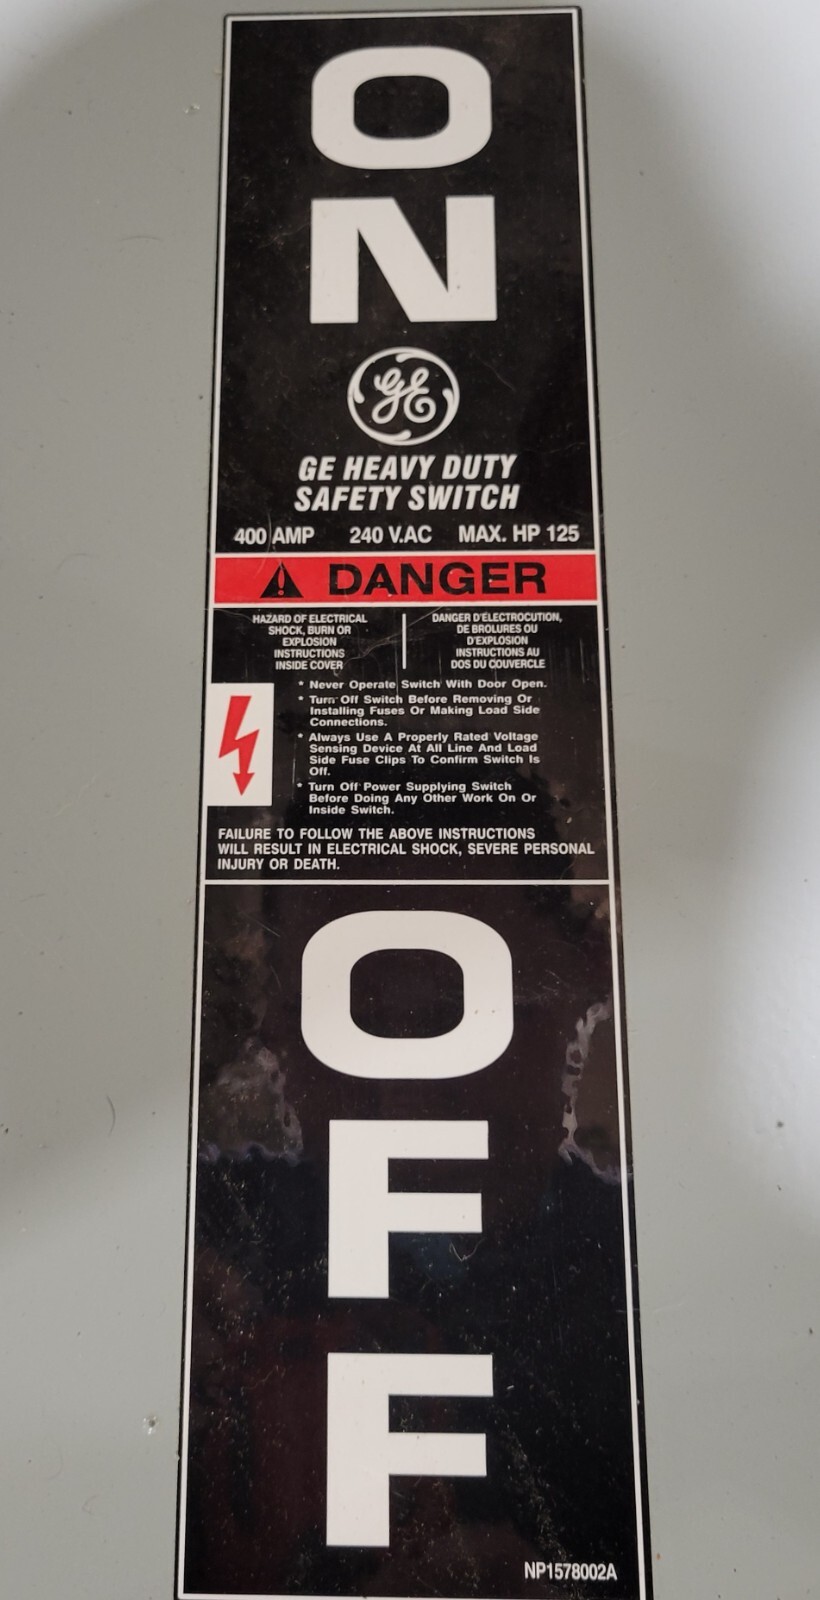 O
N
GE
GE HEAVY DUTY
SAFETY SWITCH
400 AMP 240 V.AC MAX. HP 125
DANGER
HAZARD OF ELECTRICAL
SHOCK, BURN OR
EXPLOSION
INSTRUCTIONS
INSIDE COVER
DANGER D'ÉLECTROCUTION,
DE BROLURES OU
D'EXPLOSION
INSTRUCTIONS AU
DOS DU COUVERCLE
* Never Operate Switch With Door Open.
* Turn Off Switch Before Removing Or
Installing Fuses Or Making Load Side
Connections.
* Always Use A Properly Rated Voltage
Sensing Device At All Line And Load
Side Fuse Clips To Confirm Switch Is
Off.
* Turn Off Power Supplying Switch
Before Doing Any Other Work On Or
Inside Switch.
FAILURE TO FOLLOW THE ABOVE INSTRUCTIONS
WILL RESULT IN ELECTRICAL SHOCK, SEVERE PERSONAL
INJURY OR DEATH.
O
F
F
NP1578002A